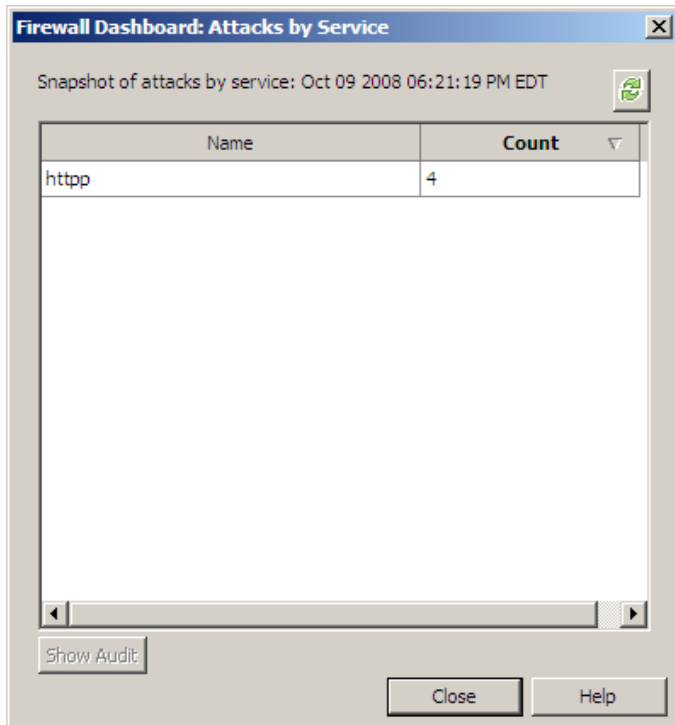 Firewall Dashboard: Attacks by Service
Snapshot of attacks by service: Oct 09 2008 06:21:19 PM EDT
Name Count
httpp 4
Show Audit
Close Help